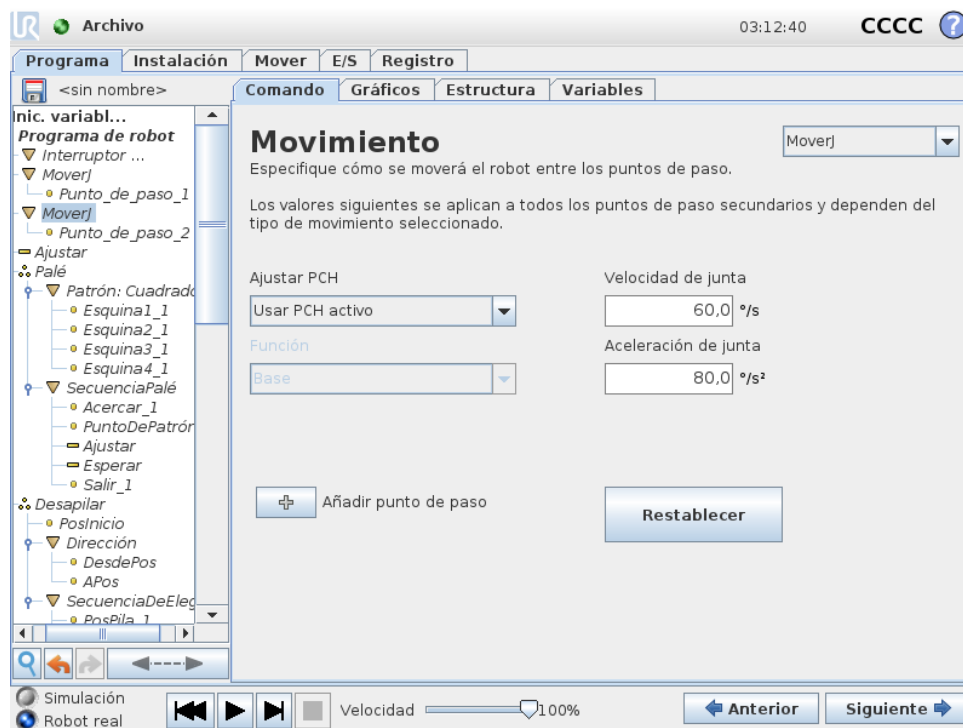 UR Archivo 03:12:40 CCCC ?
Programa Instalación Mover E/S Registro
<sin nombre>
Comando Gráficos Estructura Variables
Inic. variabl...
Programa de robot
Interruptor ...
MoverJ
Punto_de_paso_1
MoverJ
Punto_de_paso_2
Ajustar
Palé
Patrón: Cuadrado
Esquina1_1
Esquina2_1
Esquina3_1
Esquina4_1
SecuenciaPalé
Acercar_1
PuntoDePatrón
Ajustar
Esperar
Salir_1
Desapilar
PosInicio
Dirección
DesdePos
APos
SecuenciaDeEleg
PosPila_1
Movimiento
MoverJ
Especifique cómo se moverá el robot entre los puntos de paso.
Los valores siguientes se aplican a todos los puntos de paso secundarios y dependen del
tipo de movimiento seleccionado.
Ajustar PCH
Usar PCH activo
Función
Base
Velocidad de junta
60,0 °/s
Aceleración de junta
80,0 °/s²
Añadir punto de paso
Restablecer
Simulación
Robot real
Velocidad 100%
Anterior
Siguiente